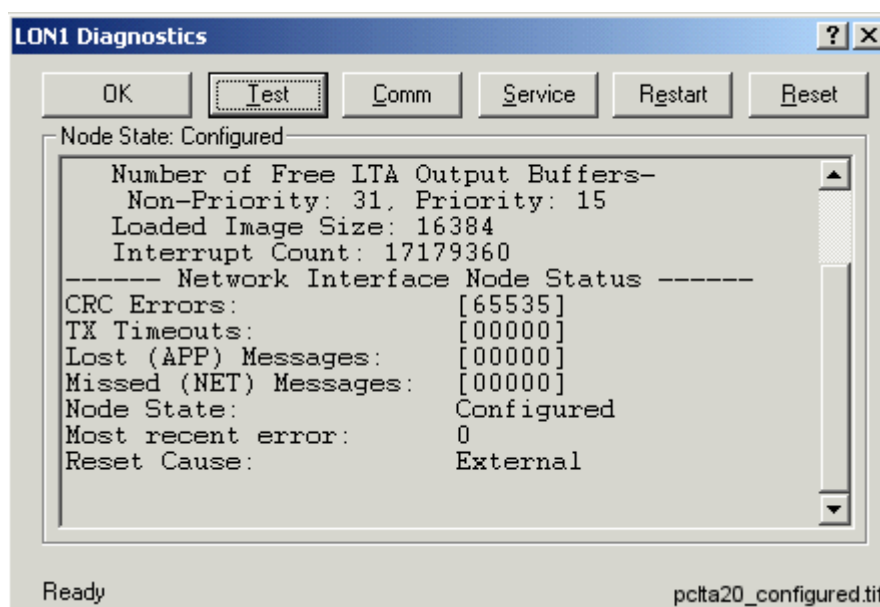 LON1 Diagnostics
OK Test Comm Service Restart Reset
Node State: Configured
Number of Free LTA Output Buffers-
Non-Priority: 31, Priority: 15
Loaded Image Size: 16384
Interrupt Count: 17179360
------ Network Interface Node Status ------
CRC Errors: [65535]
TX Timeouts: [00000]
Lost (APP) Messages: [00000]
Missed (NET) Messages: [00000]
Node State: Configured
Most recent error: 0
Reset Cause: External
Ready pclta20_configured.tif